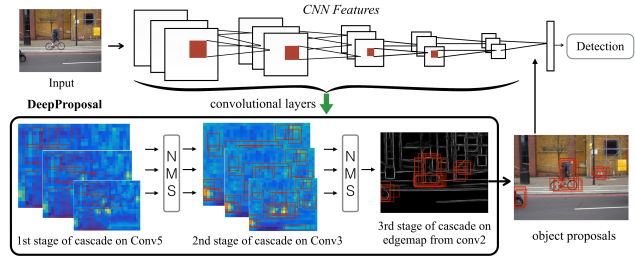 CNN Features
Input
Detection
DeepProposal
convolutional layers
N
M
S
N
M
S
1st stage of cascade on Conv5
2nd stage of cascade on Conv3
3rd stage of cascade on
edgemap from conv2
object proposals